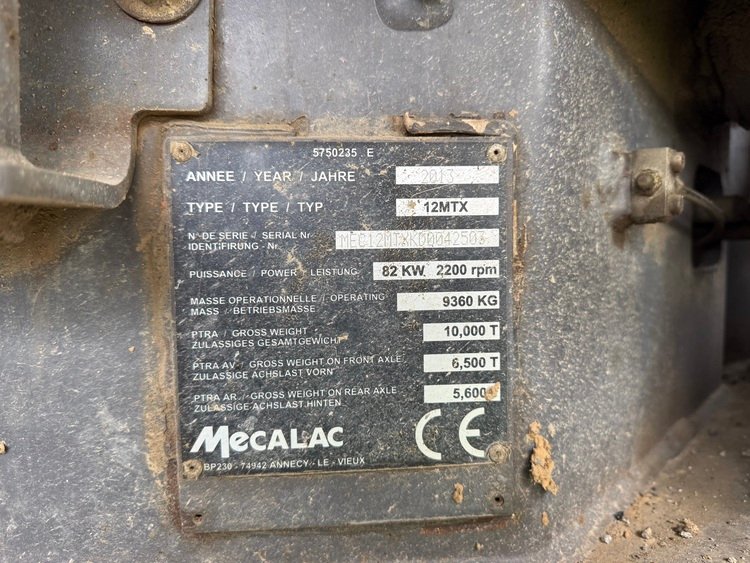 5750235 . E
ANNEE / YEAR / JAHRE 2013
TYPE / TYPE / TYP 12MTX
N° DE SERIE / SERIAL Nr
IDENTIFIRUNG - Nr. MEC12MTXKD0042503
PUISSANCE / POWER / LEISTUNG 82 KW 2200 rpm
MASSE OPERATIONNELLE / OPERATING
MASS / BETRIEBSMASSE 9360 KG
PTRA / GROSS WEIGHT
ZULASSIGES GESAMTGEWICHT 10,000 T
PTRA AV / GROSS WEIGHT ON FRONT AXLE
ZULASSIGE ACHSLAST VORN 6,500 T
PTRA AR / GROSS WEIGHT ON REAR AXLE
ZULASSIGE ACHSLAST HINTEN 5,600
MECALAC CE
BP230 - 74942 ANNECY - LE - VIEUX